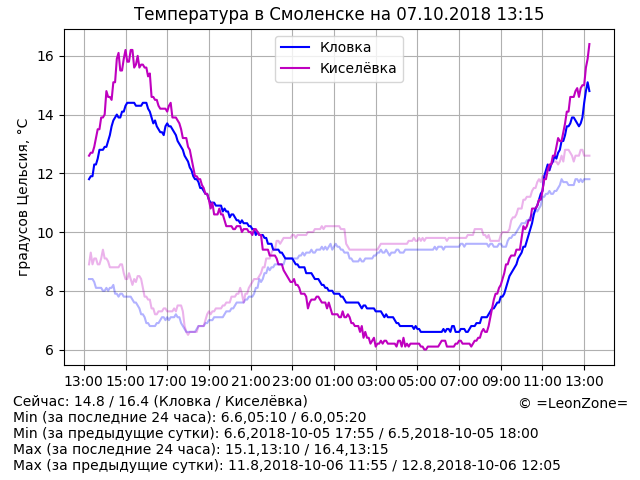 Температура в Смоленске на 07.10.2018 13:15
Кловка
Киселёвка
градусов Цельсия, °C
16
14
12
10
8
6
13:00 15:00 17:00 19:00 21:00 23:00 01:00 03:00 05:00 07:00 09:00 11:00 13:00
Сейчас: 14.8 / 16.4 (Кловка / Киселёвка)
© =LeonZone=
Min (за последние 24 часа): 6.6,05:10 / 6.0,05:20
Min (за предыдущие сутки): 6.6,2018-10-05 17:55 / 6.5,2018-10-05 18:00
Max (за последние 24 часа): 15.1,13:10 / 16.4,13:15
Max (за предыдущие сутки): 11.8,2018-10-06 11:55 / 12.8,2018-10-06 12:05